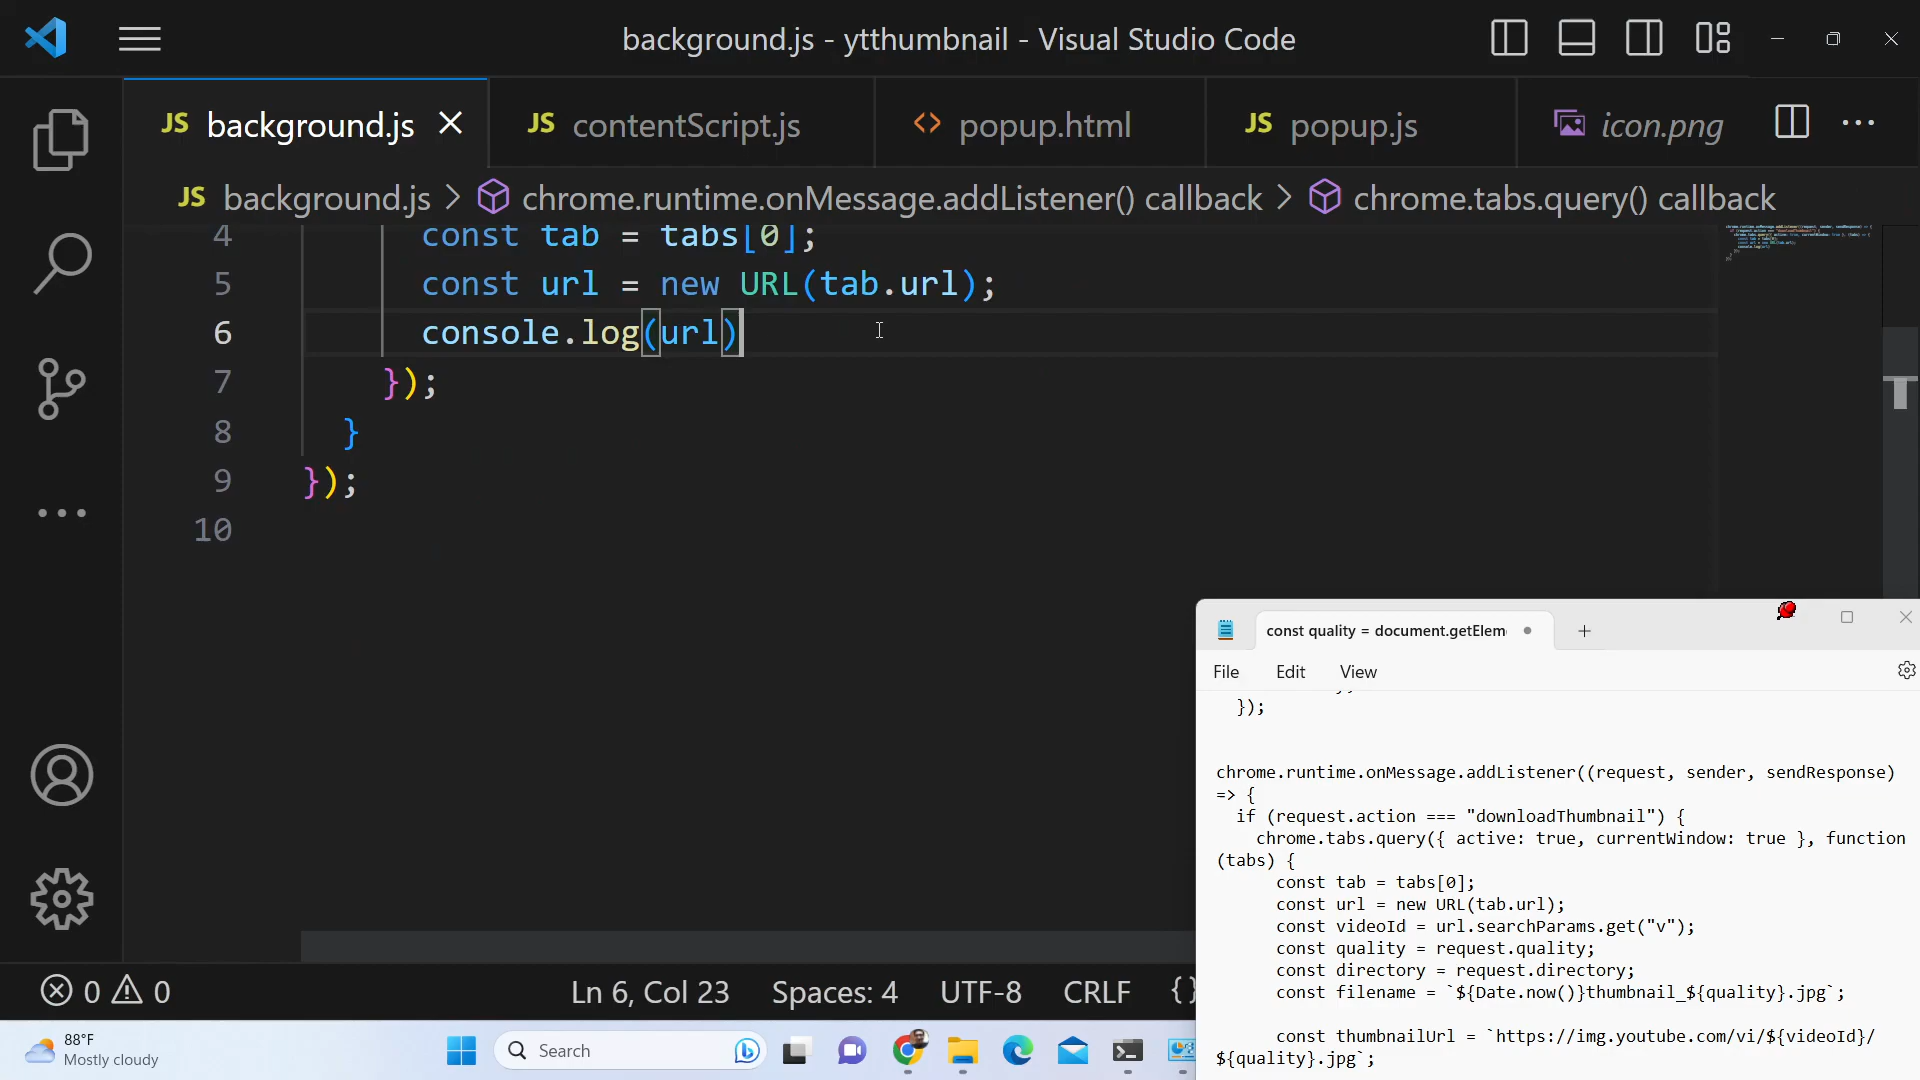 background.js - ytthumbnail - Visual Studio Code
JS background.js
JS contentScript.js
<> popup.html
JS popup.js
icon.png
JS background.js > chrome.runtime.onMessage.addListener() callback > chrome.tabs.query() callback
4 const tab = tabs[0];
5 const url = new URL(tab.url);
6 console.log(url)
7 });
8 }
9 });
10
const quality = document.getElem
File Edit View
});
chrome.runtime.onMessage.addListener((request, sender, sendResponse)
=> {
if (request.action === "downloadThumbnail") {
chrome.tabs.query({ active: true, currentWindow: true }, function
(tabs) {
const tab = tabs[0];
const url = new URL(tab.url);
const videoId = url.searchParams.get("v");
const quality = request.quality;
const directory = request.directory;
const filename = `${Date.now()}thumbnail_${quality}.jpg`;
const thumbnailUrl = `https://img.youtube.com/vi/${videoId}/
${quality}.jpg`;
0 0
Ln 6, Col 23
Spaces: 4
UTF-8
CRLF
{}
88°F
Mostly cloudy
Search